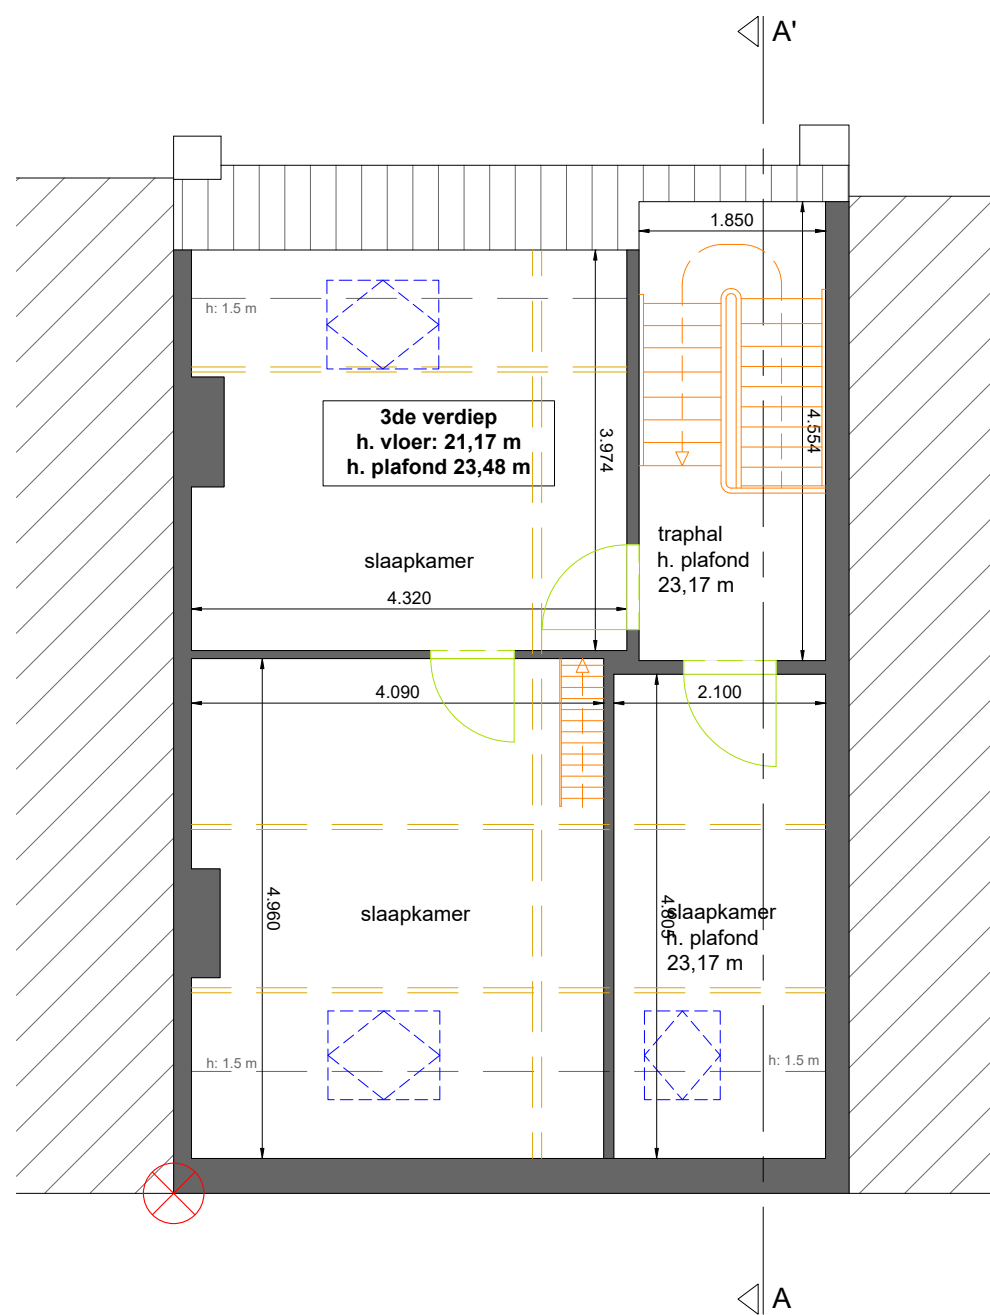 A'
1.850
h: 1.5 m
3de verdiep
h. vloer: 21,17 m
h. plafond 23,48 m
3.974
4.554
traphal
h. plafond
23,17 m
slaapkamer
4.320
4.090
2.100
4.960
slaapkamer
4.805
slaapkamer
h. plafond
23,17 m
h: 1.5 m
h: 1.5 m
A